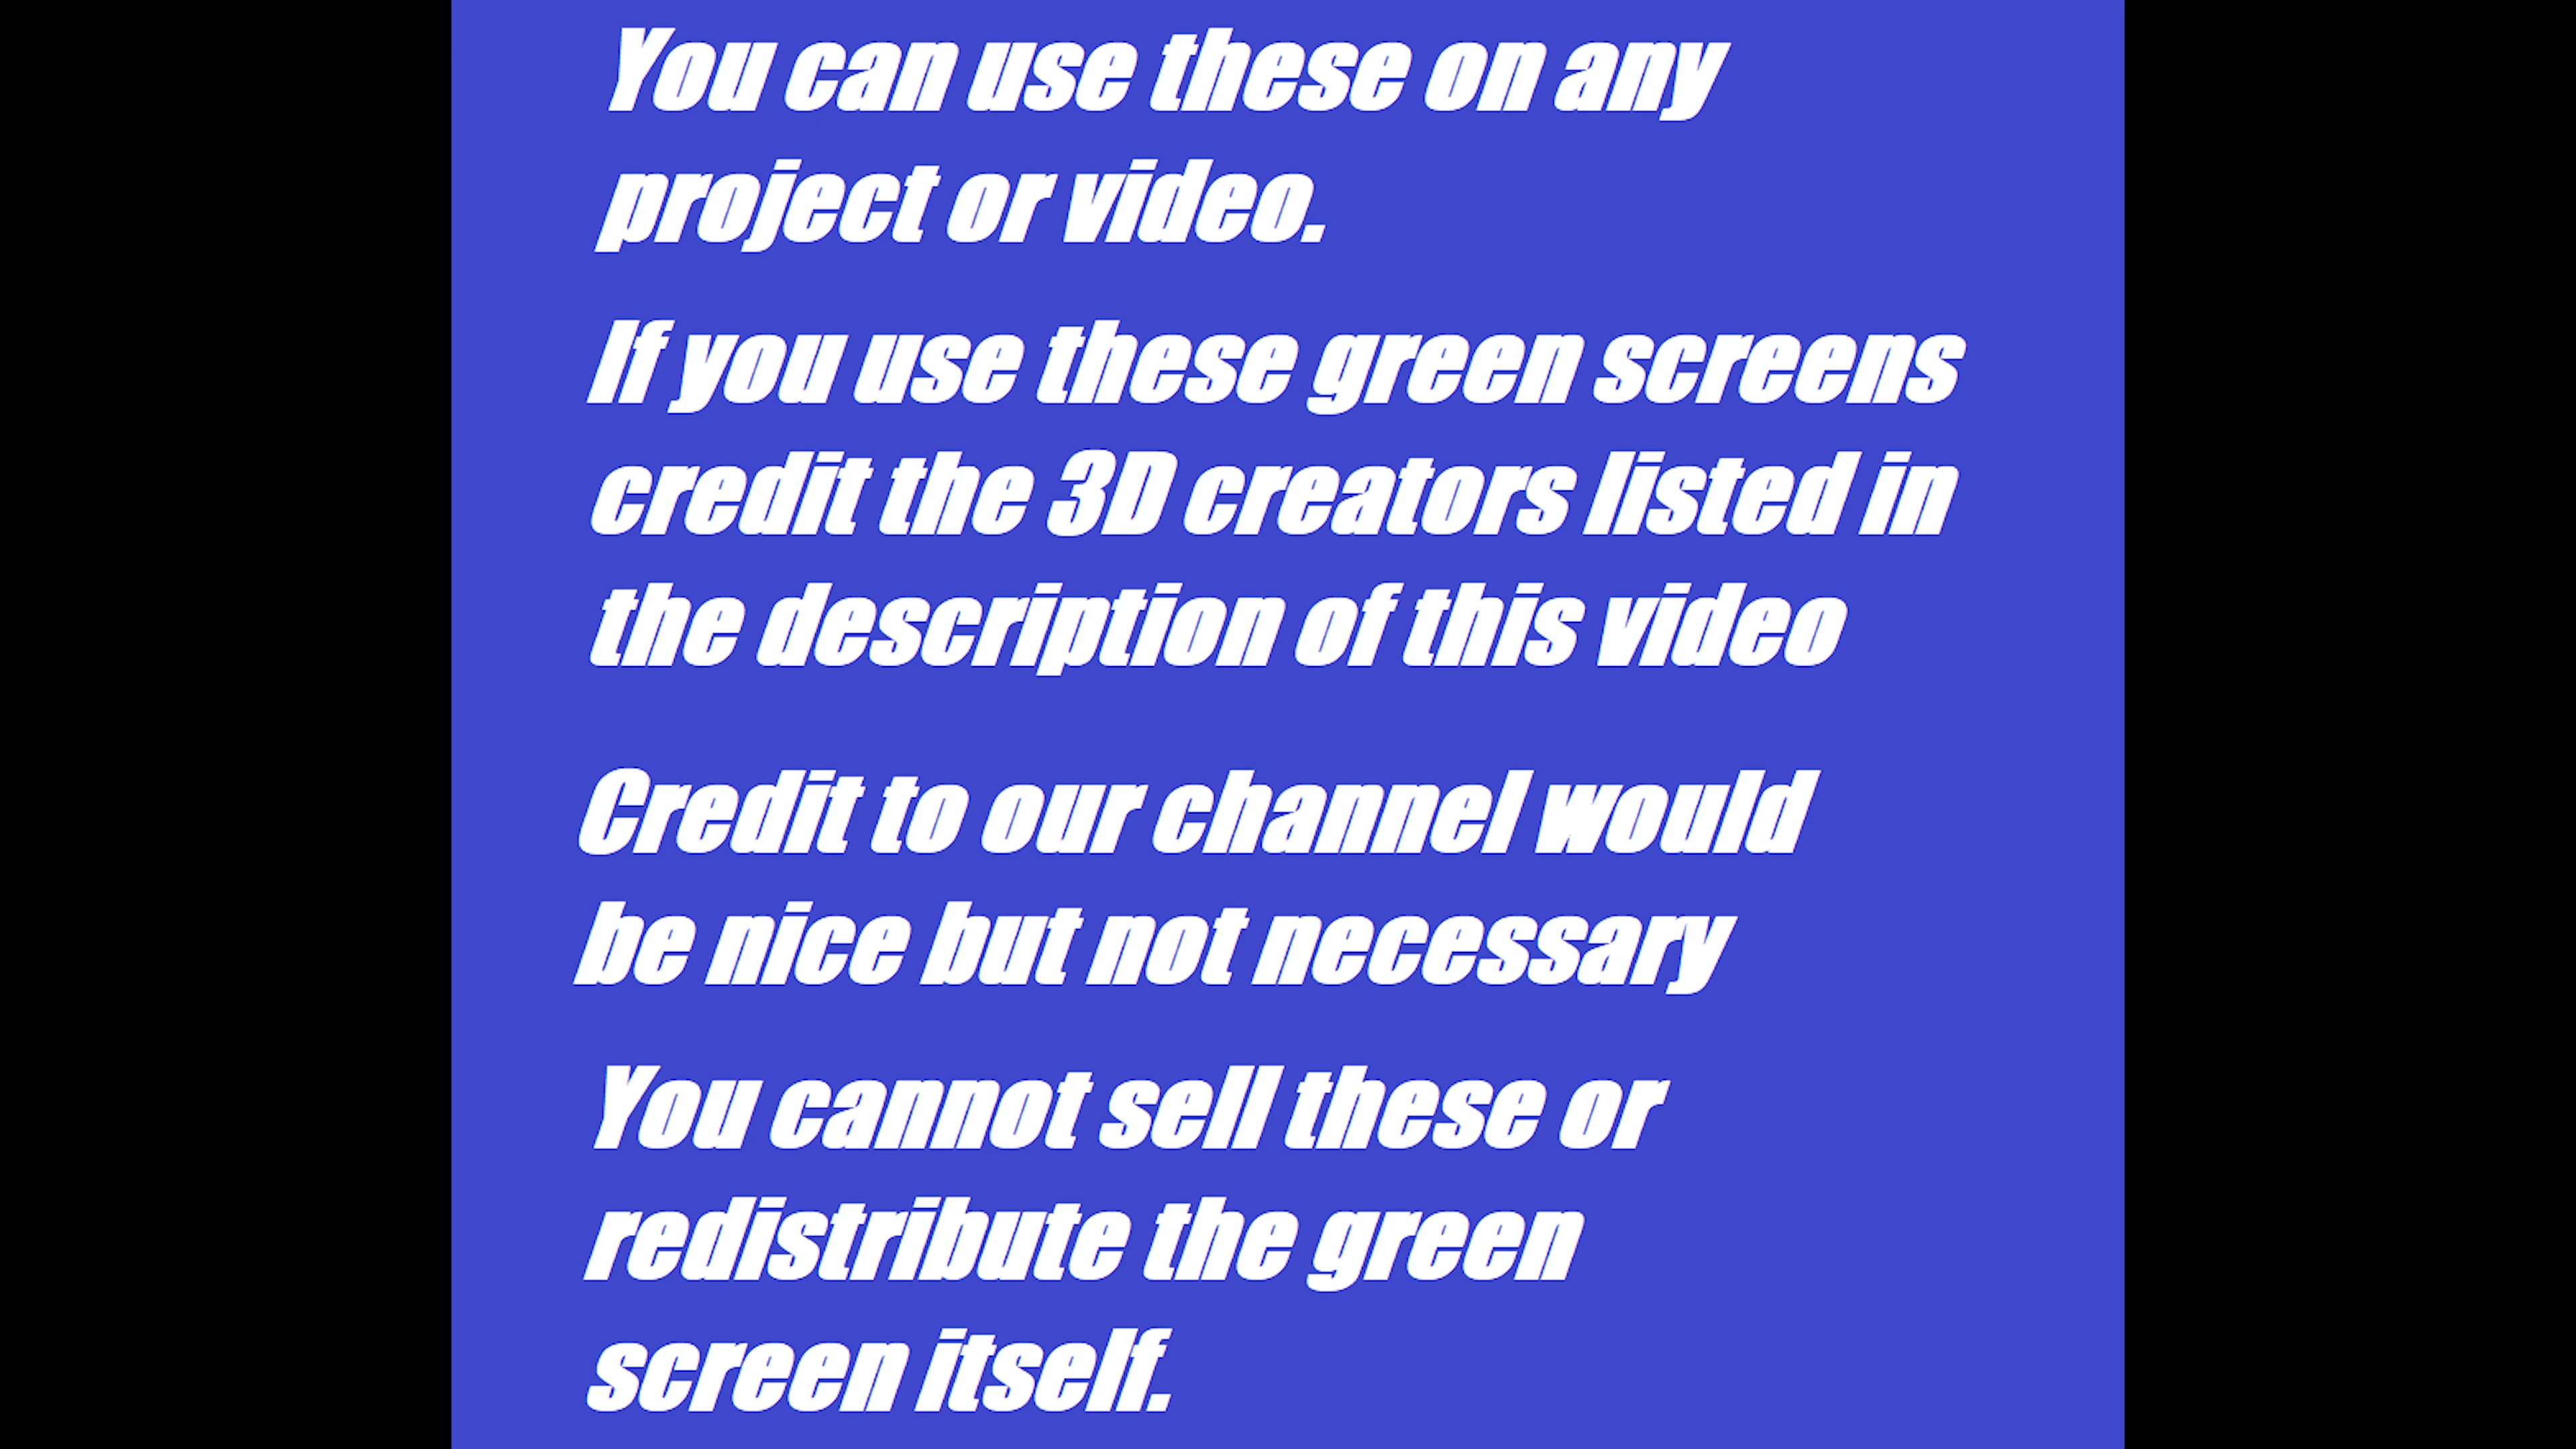 You can use these on any
project or video.
If you use these green screens
credit the 3D creators listed in
the description of this video
Credit to our channel would
be nice but not necessary
You cannot sell these or
redistribute the green
screen itself.